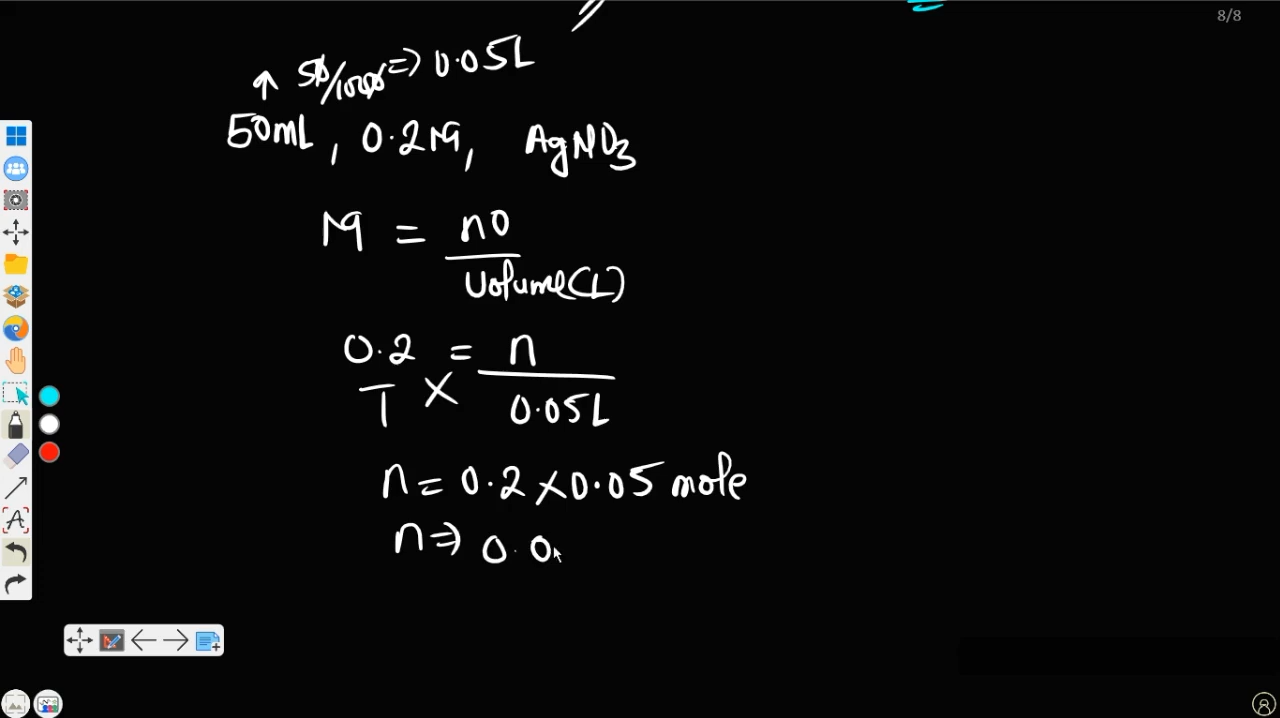 8/8
50/1000 => 0.05L
50mL, 0.2M, AgNO3
M = no
Volume(L)
0.2 = n
1 × 0.05L
n = 0.2 × 0.05 mole
n => 0.0